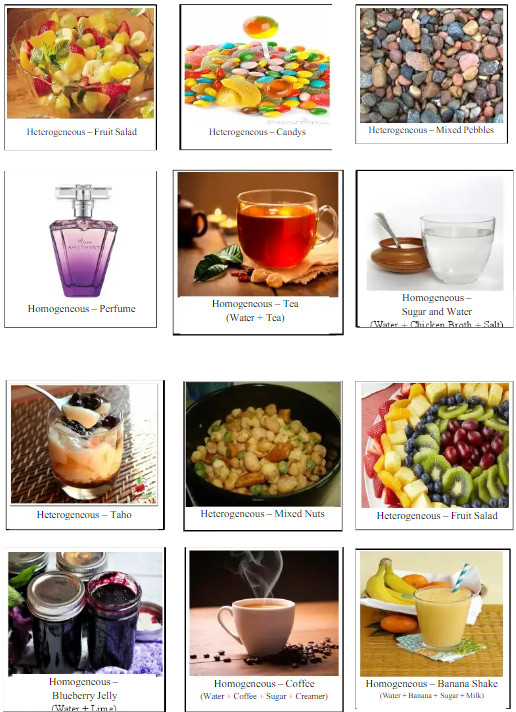 Heterogeneous – Fruit Salad
Heterogeneous – Candys
Heterogeneous – Mixed Pebbles
Homogeneous – Perfume
Homogeneous – Tea
(Water + Tea)
Homogeneous –
Sugar and Water
(Water + Chicken Broth + Salt)
Heterogeneous – Taho
Heterogeneous – Mixed Nuts
Heterogeneous – Fruit Salad
Homogeneous –
Blueberry Jelly
(Water + Lime)
Homogeneous – Coffee
(Water + Coffee + Sugar + Creamer)
Homogeneous – Banana Shake
(Water + Banana + Sugar + Milk)